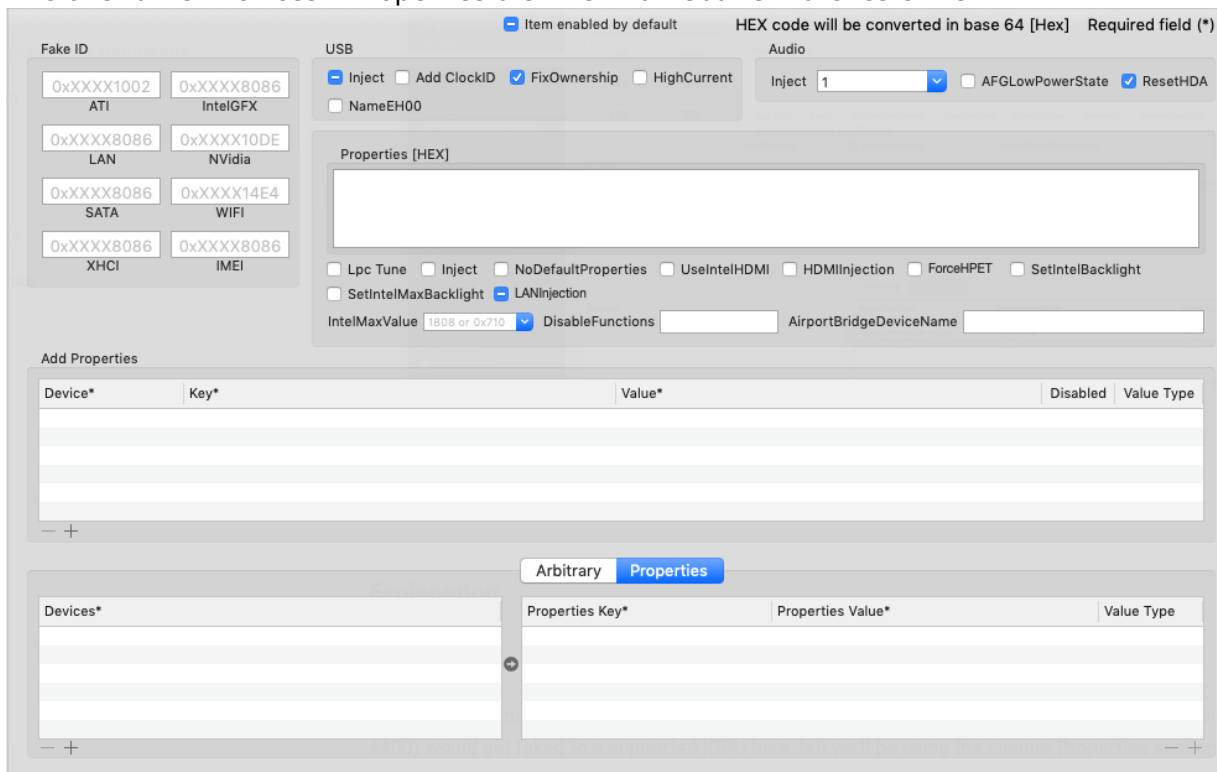 Item enabled by default HEX code will be converted in base 64 [Hex] Required field (*)
Fake ID USB Audio
0xXXXX1002 0xXXXX8086
ATI IntelGFX
0xXXXX8086 0xXXXX10DE
LAN NVidia
0xXXXX8086 0xXXXX14E4
SATA WIFI
0xXXXX8086 0xXXXX8086
XHCI IMEI
Inject Add ClockID FixOwnership HighCurrent
NameEH00
Inject 1 AFGLowPowerState ResetHDA
Properties [HEX]
Lpc Tune Inject NoDefaultProperties UseIntelHDMI HDMIInjection ForceHPET SetIntelBacklight
SetIntelMaxBacklight LANInjection
IntelMaxValue 1808 or 0x710 DisableFunctions AirportBridgeDeviceName
Add Properties
Device* Key* Value* Disabled Value Type
Arbitrary Properties
Devices* Properties Key* Properties Value* Value Type